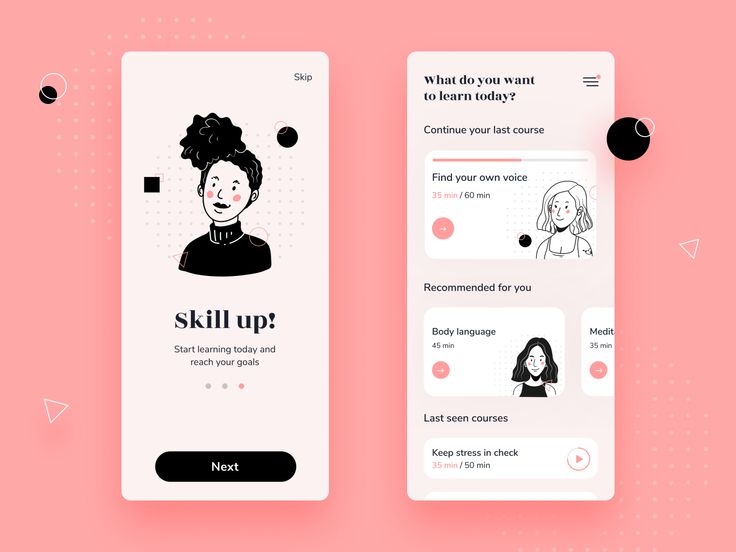 Skip
Skill up!
Start learning today and
reach your goals
Next
What do you want
to learn today?
Continue your last course
Find your own voice
35 min / 60 min
Recommended for you
Body language
45 min
Medit
35 min
Last seen courses
Keep stress in check
35 min / 50 min